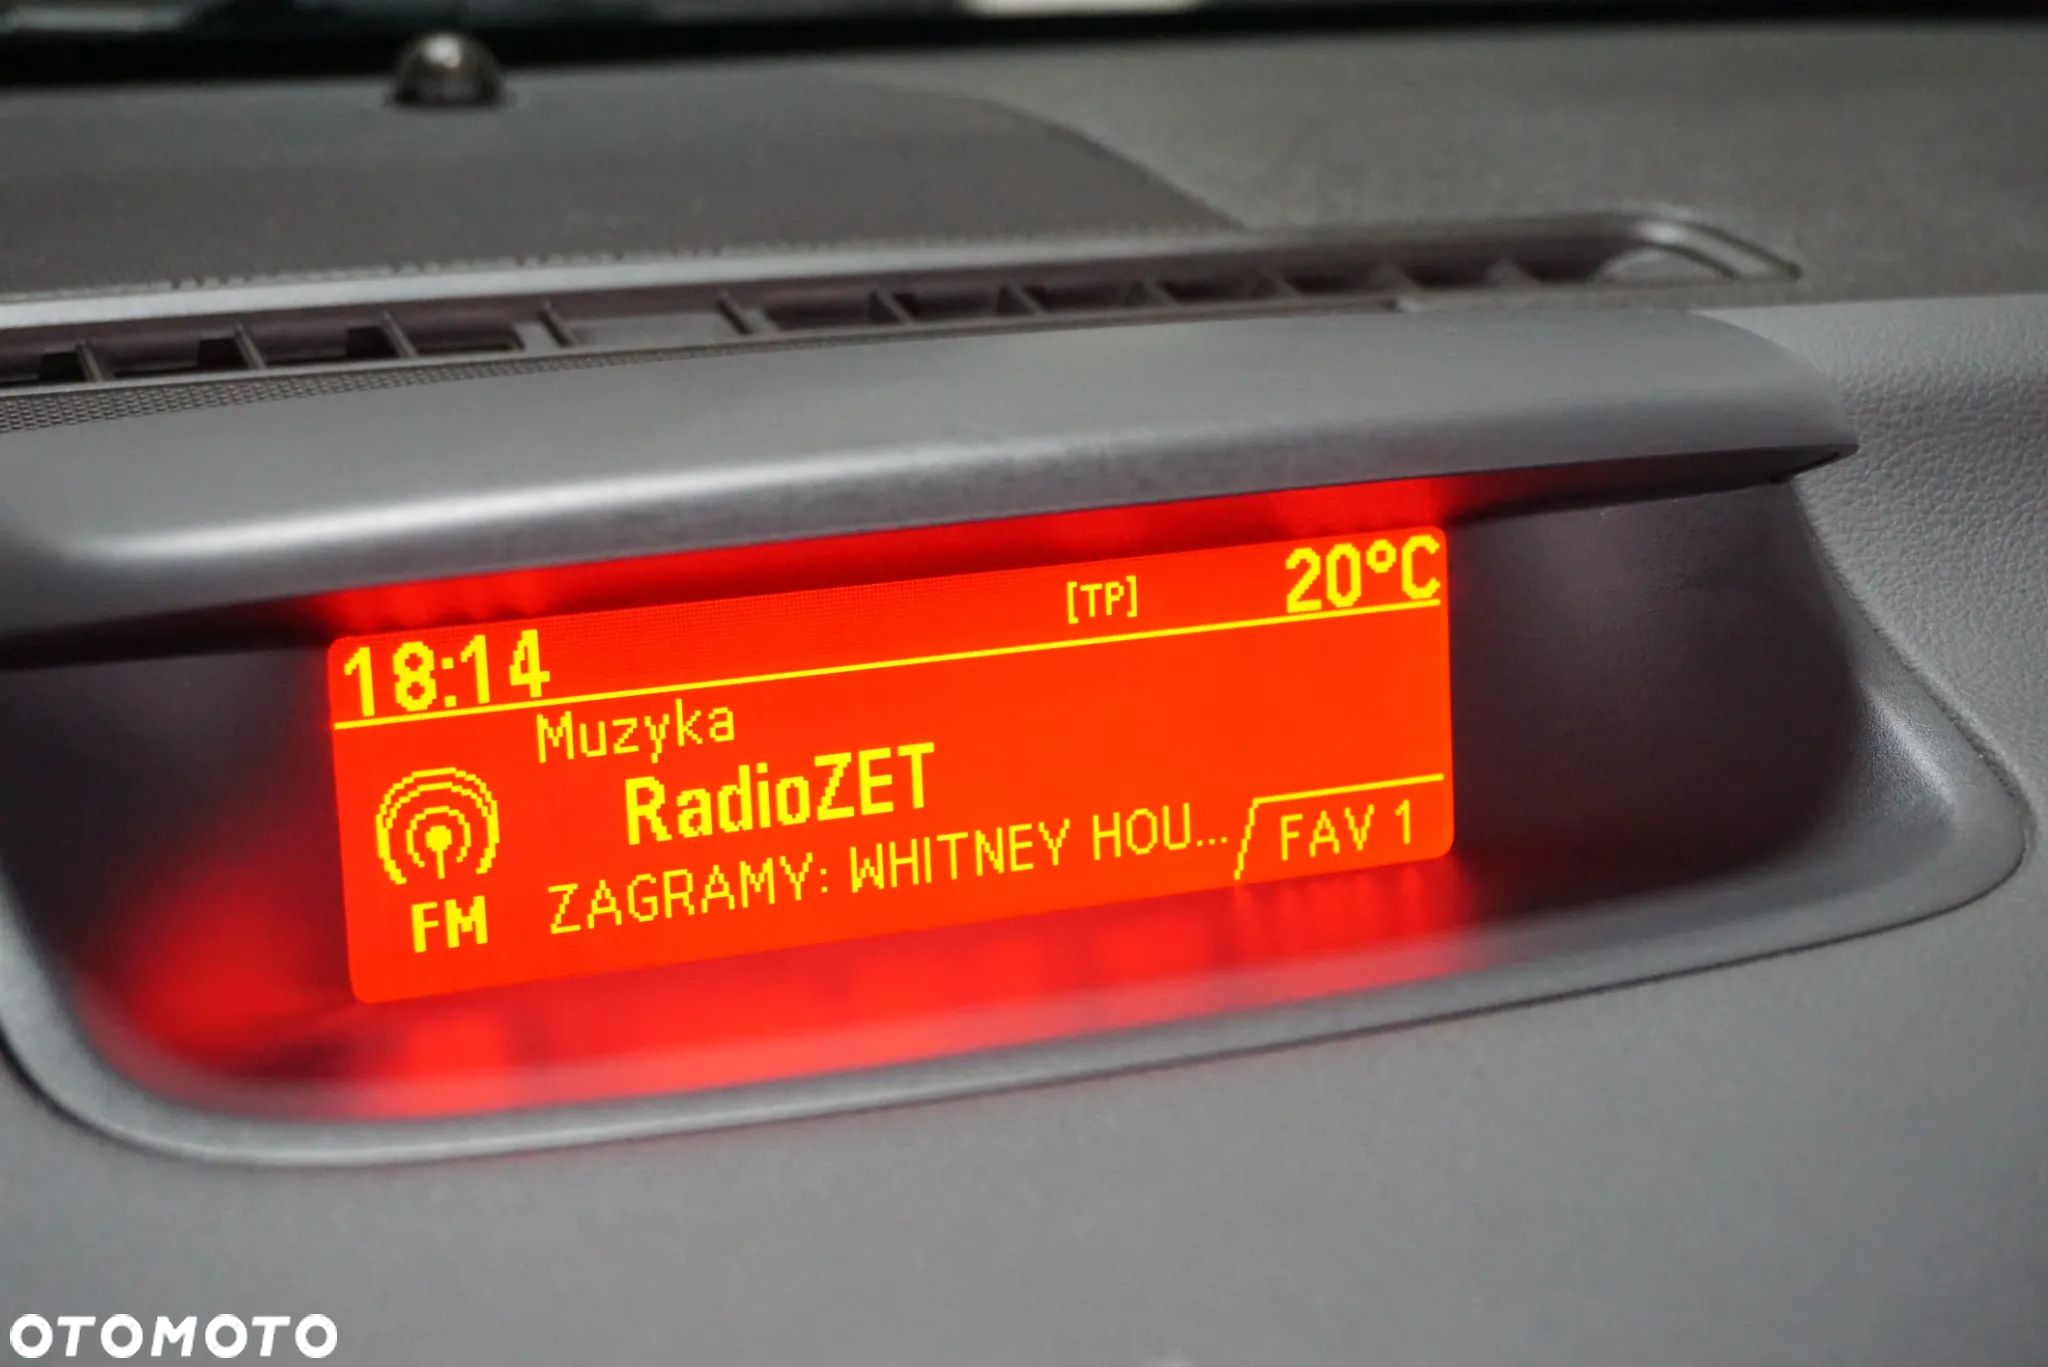 18:14 [TP] 20°C
Muzyka
RadioZET
ZAGRAMY: WHITNEY HOU...
FAV 1
FM
OTOMOTO